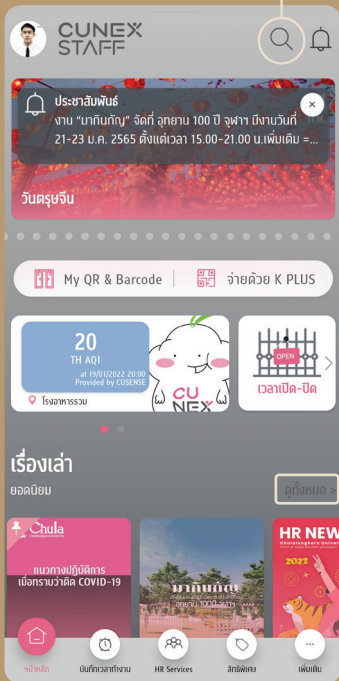 CUNEX
STAFF
ประชาสัมพันธ์
งาน "มากินกัญ" จัดที่ อุทยาน 100 ปี จุฬาฯ มีงานวันที่
21-23 ม.ค. 2565 ตั้งแต่เวลา 15.00-21.00 น.เพิ่มเติม =...
วันตรุษจีน
My QR & Barcode
จ่ายด้วย K PLUS
20
TH AQI
at 19/01/2022 20:00
Provided by CUSENSE
โรงอาหารรวม
CU
NEX
OPEN
เวลาเปิด-ปิด
เรื่องเล่า
ยอดนิยม
ดูทั้งหมด >
Chula
แนวทางปฏิบัติการ
เมื่อทราบว่าติด COVID-19
มากินกัญ
HR NEW
Chulalongkorn Univer
2022
หน้าหลัก
บันทึกเวลาทำงาน
HR Services
สิทธิพิเศษ
เพิ่มเติม